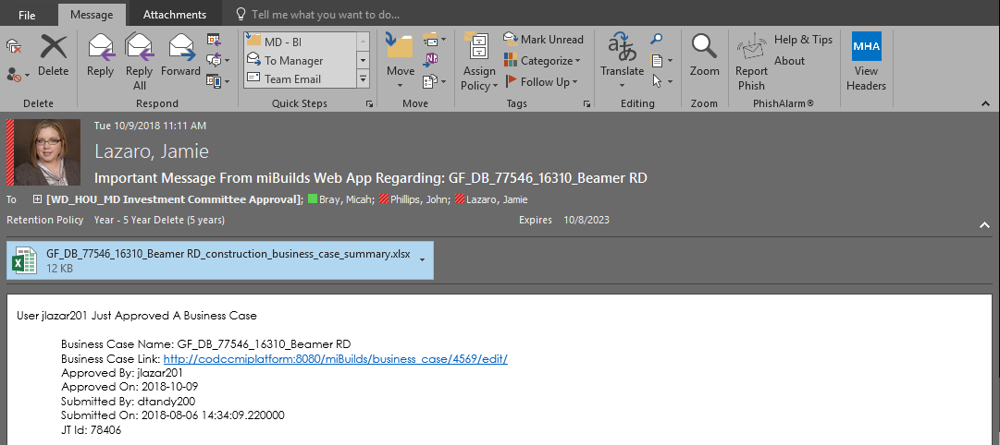 File Message Attachments Tell me what you want to do...
Delete Reply Reply All Forward MD - BI To Manager Team Email Move Assign Policy Mark Unread Categorize Follow Up Translate Zoom Report Phish Help & Tips About MHA View Headers
Delete Respond Quick Steps Move Tags Editing Zoom PhishAlarm®
Tue 10/9/2018 11:11 AM
Lazaro, Jamie
Important Message From miBuilds Web App Regarding: GF_DB_77546_16310_Beamer RD
To [WD_HOU_MD Investment Committee Approval]; Bray, Micah; Phillips, John; Lazaro, Jamie
Retention Policy Year - 5 Year Delete (5 years) Expires 10/8/2023
GF_DB_77546_16310_Beamer RD_construction_business_case_summary.xlsx
12 KB
User jlazar201 Just Approved A Business Case
Business Case Name: GF_DB_77546_16310_Beamer RD
Business Case Link: http://codccmiplatform:8080/miBuilds/business_case/4569/edit/
Approved By: jlazar201
Approved On: 2018-10-09
Submitted By: dtandy200
Submitted On: 2018-08-06 14:34:09.220000
JT Id: 78406